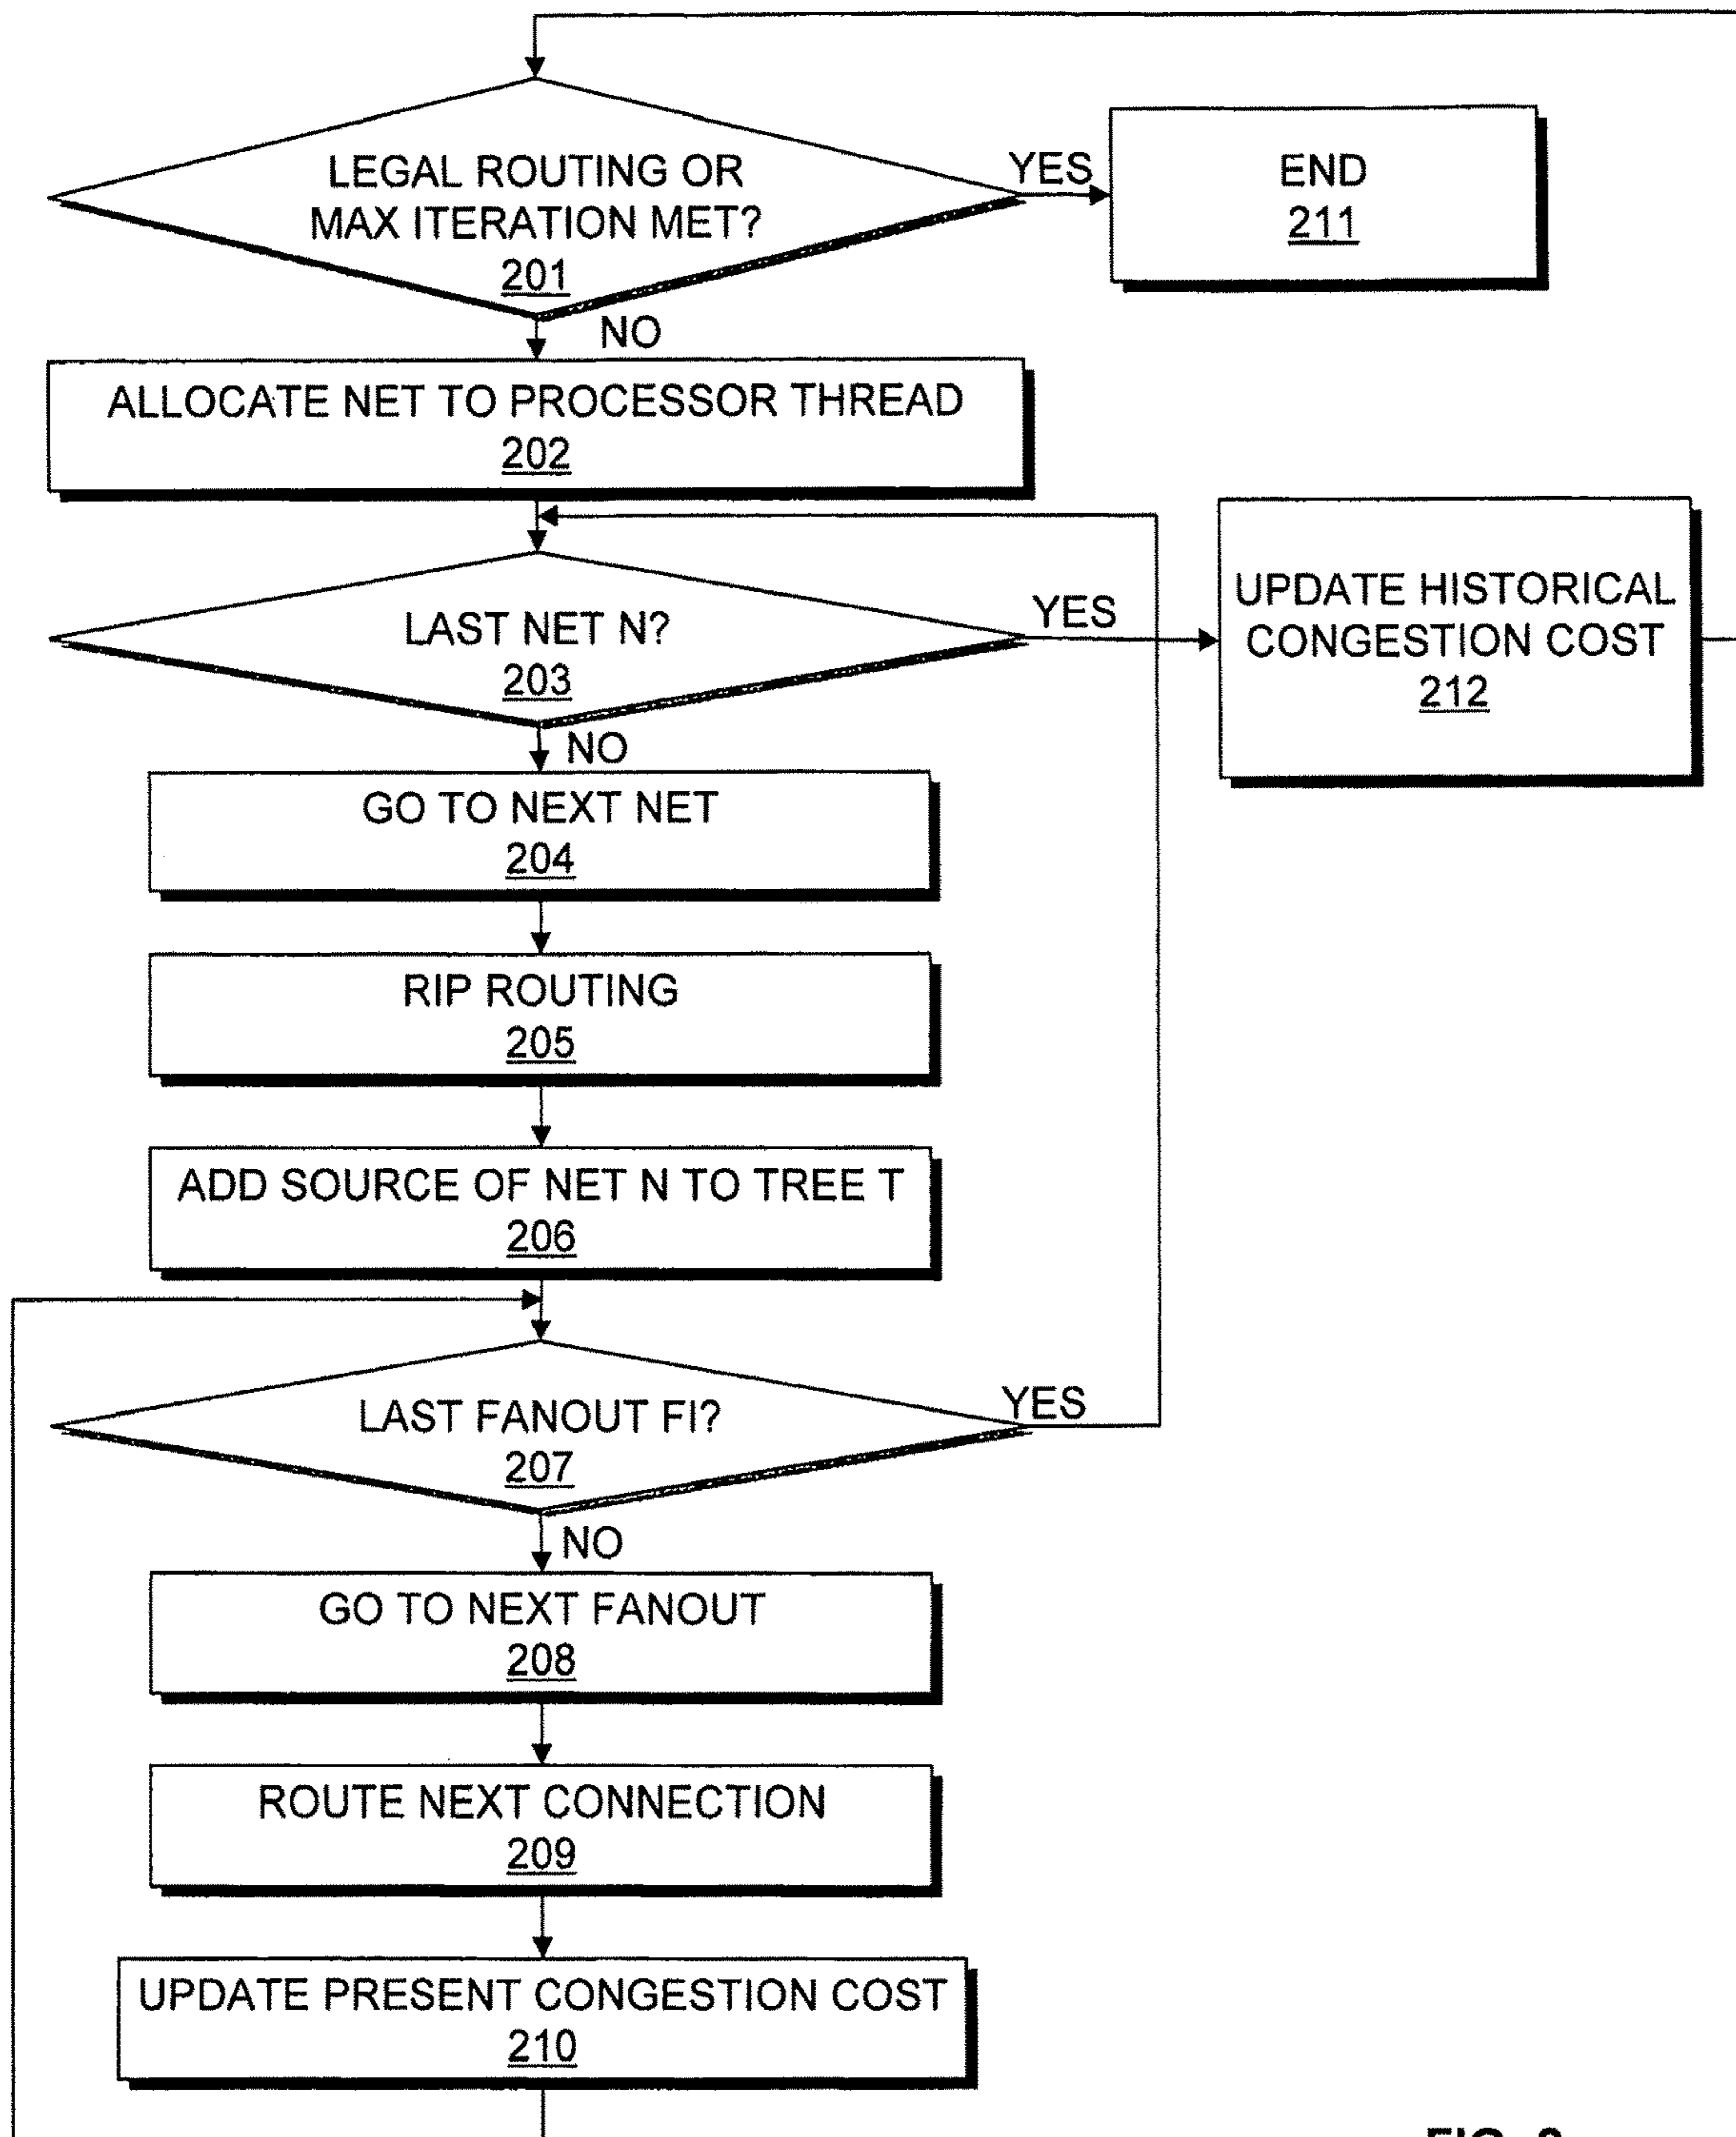 LEGAL ROUTING OR
MAX ITERATION MET?
201
YES
END
211
NO
ALLOCATE NET TO PROCESSOR THREAD
202
LAST NET N?
203
YES
UPDATE HISTORICAL
CONGESTION COST
212
NO
GO TO NEXT NET
204
RIP ROUTING
205
ADD SOURCE OF NET N TO TREE T
206
LAST FANOUT FI?
207
YES
NO
GO TO NEXT FANOUT
208
ROUTE NEXT CONNECTION
209
UPDATE PRESENT CONGESTION COST
210
FIG.